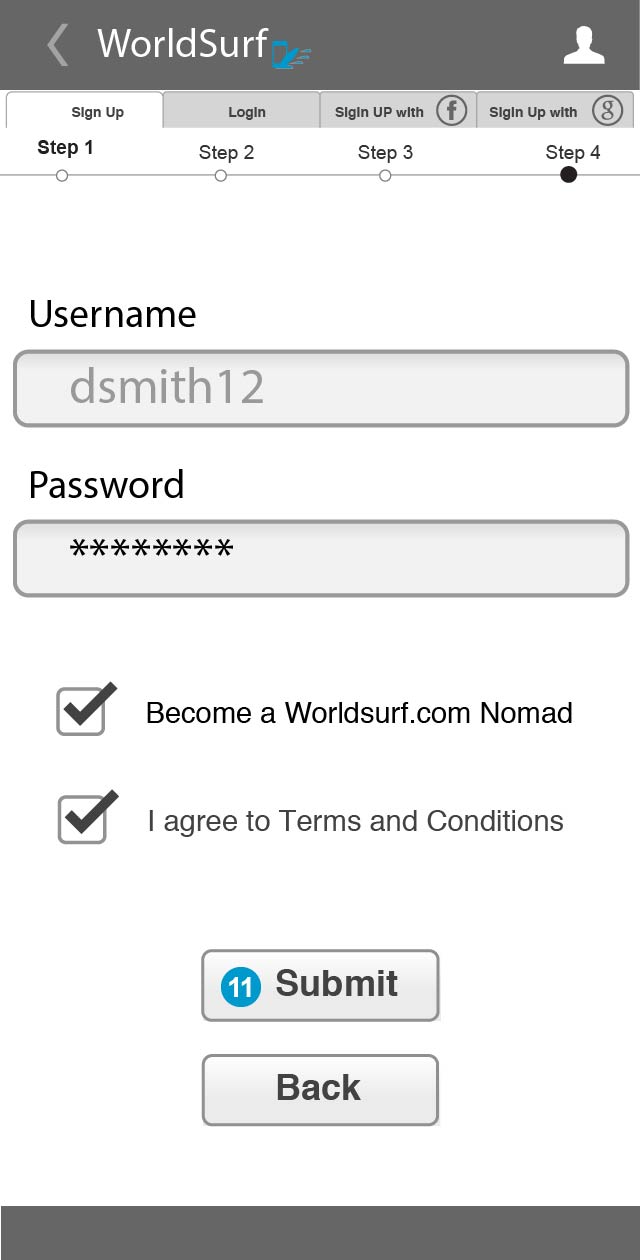 WorldSurf
Sign Up Login Sign UP with f Sign Up with g
Step 1 Step 2 Step 3 Step 4
Username
dsmith12
Password
********
Become a Worldsurf.com Nomad
I agree to Terms and Conditions
11 Submit
Back